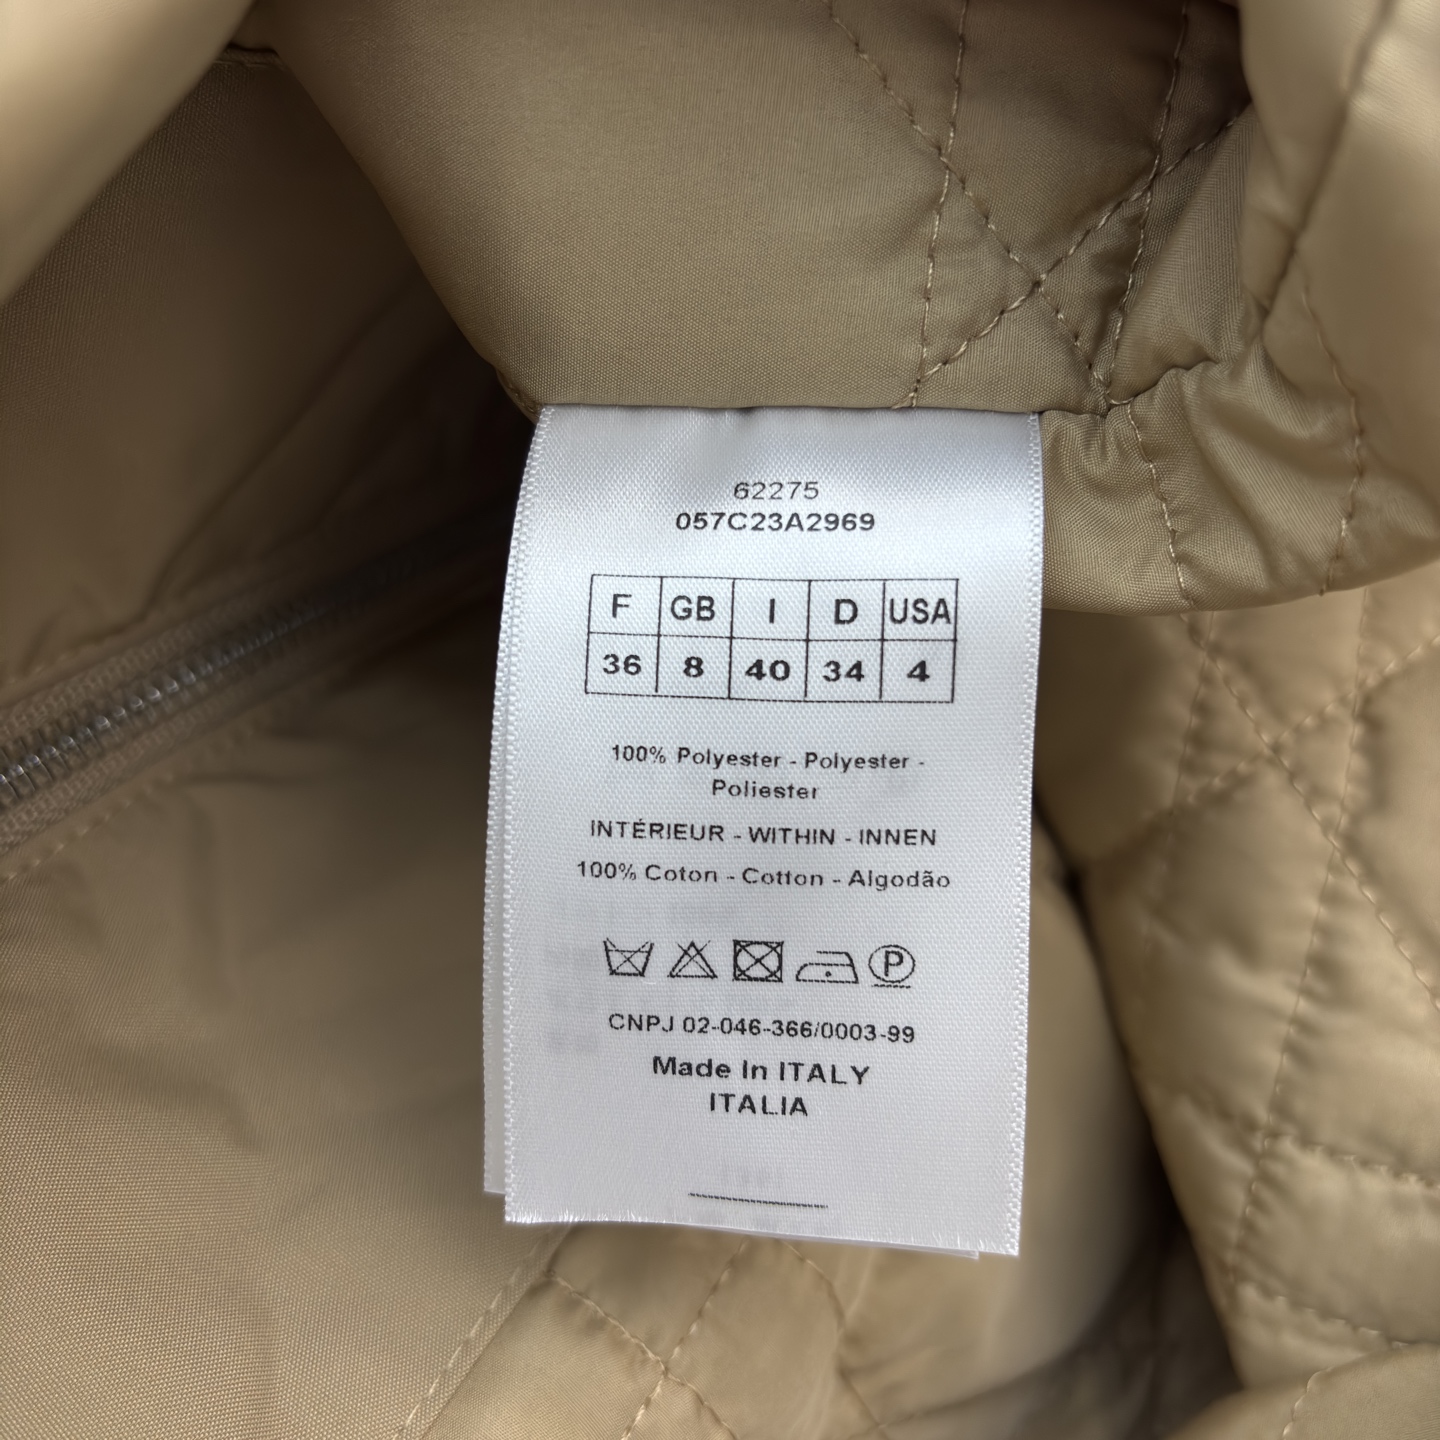 62275
057C23A2969
F GB I D USA
36 8 40 34 4
100% Polyester - Polyester -
Poliester
INTÉRIEUR - WITHIN - INNEN
100% Coton - Cotton - Algodão
P
CNPJ 02-046-366/0003-99
Made In ITALY
ITALIA